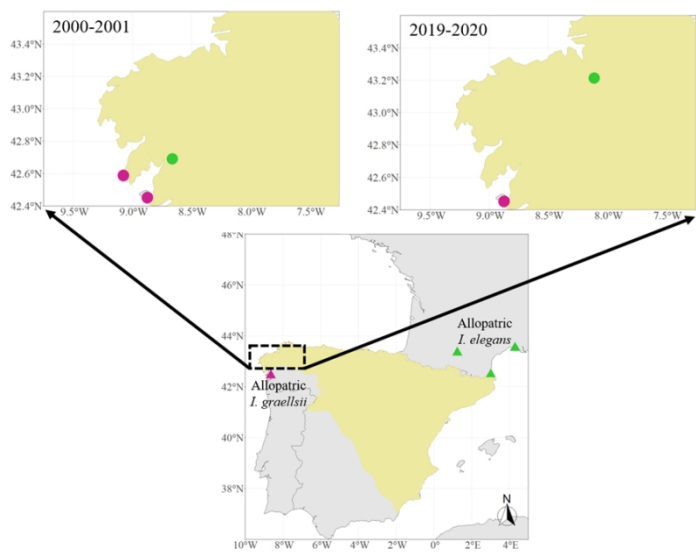 2000-2001
43.4°N
43.2°N
43.0°N
42.8°N
42.6°N
42.4°N
9.5°W 9.0°W 8.5°W 8.0°W 7.5°W
2019-2020
43.4°N
43.2°N
43.0°N
42.8°N
42.6°N
42.4°N
9.5°W 9.0°W 8.5°W 8.0°W 7.5°W
48°N
46°N
44°N
42°N
40°N
38°N
Allopatric
I. elegans
Allopatric
I. graellsii
N
10°W 8°W 6°W 4°W 2°W 0° 2°E 4°E